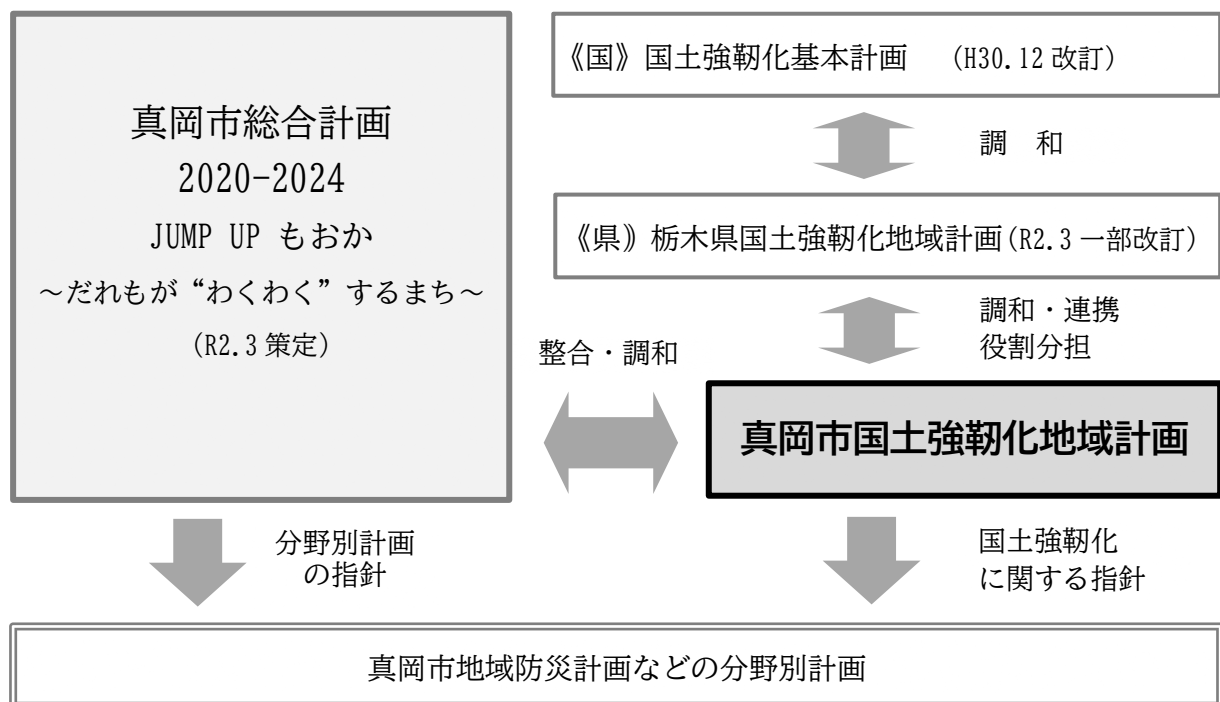 真岡市総合計画
2020-2024
JUMP UP もおか
～だれもが“わくわく”するまち～
(R2.3 策定)
《国》国土強靭化基本計画 (H30.12 改訂)
調 和
《県》栃木県国土強靭化地域計画(R2.3 一部改訂)
調和・連携
役割分担
整合・調和
真岡市国土強靭化地域計画
分野別計画
の指針
国土強靭化
に関する指針
真岡市地域防災計画などの分野別計画